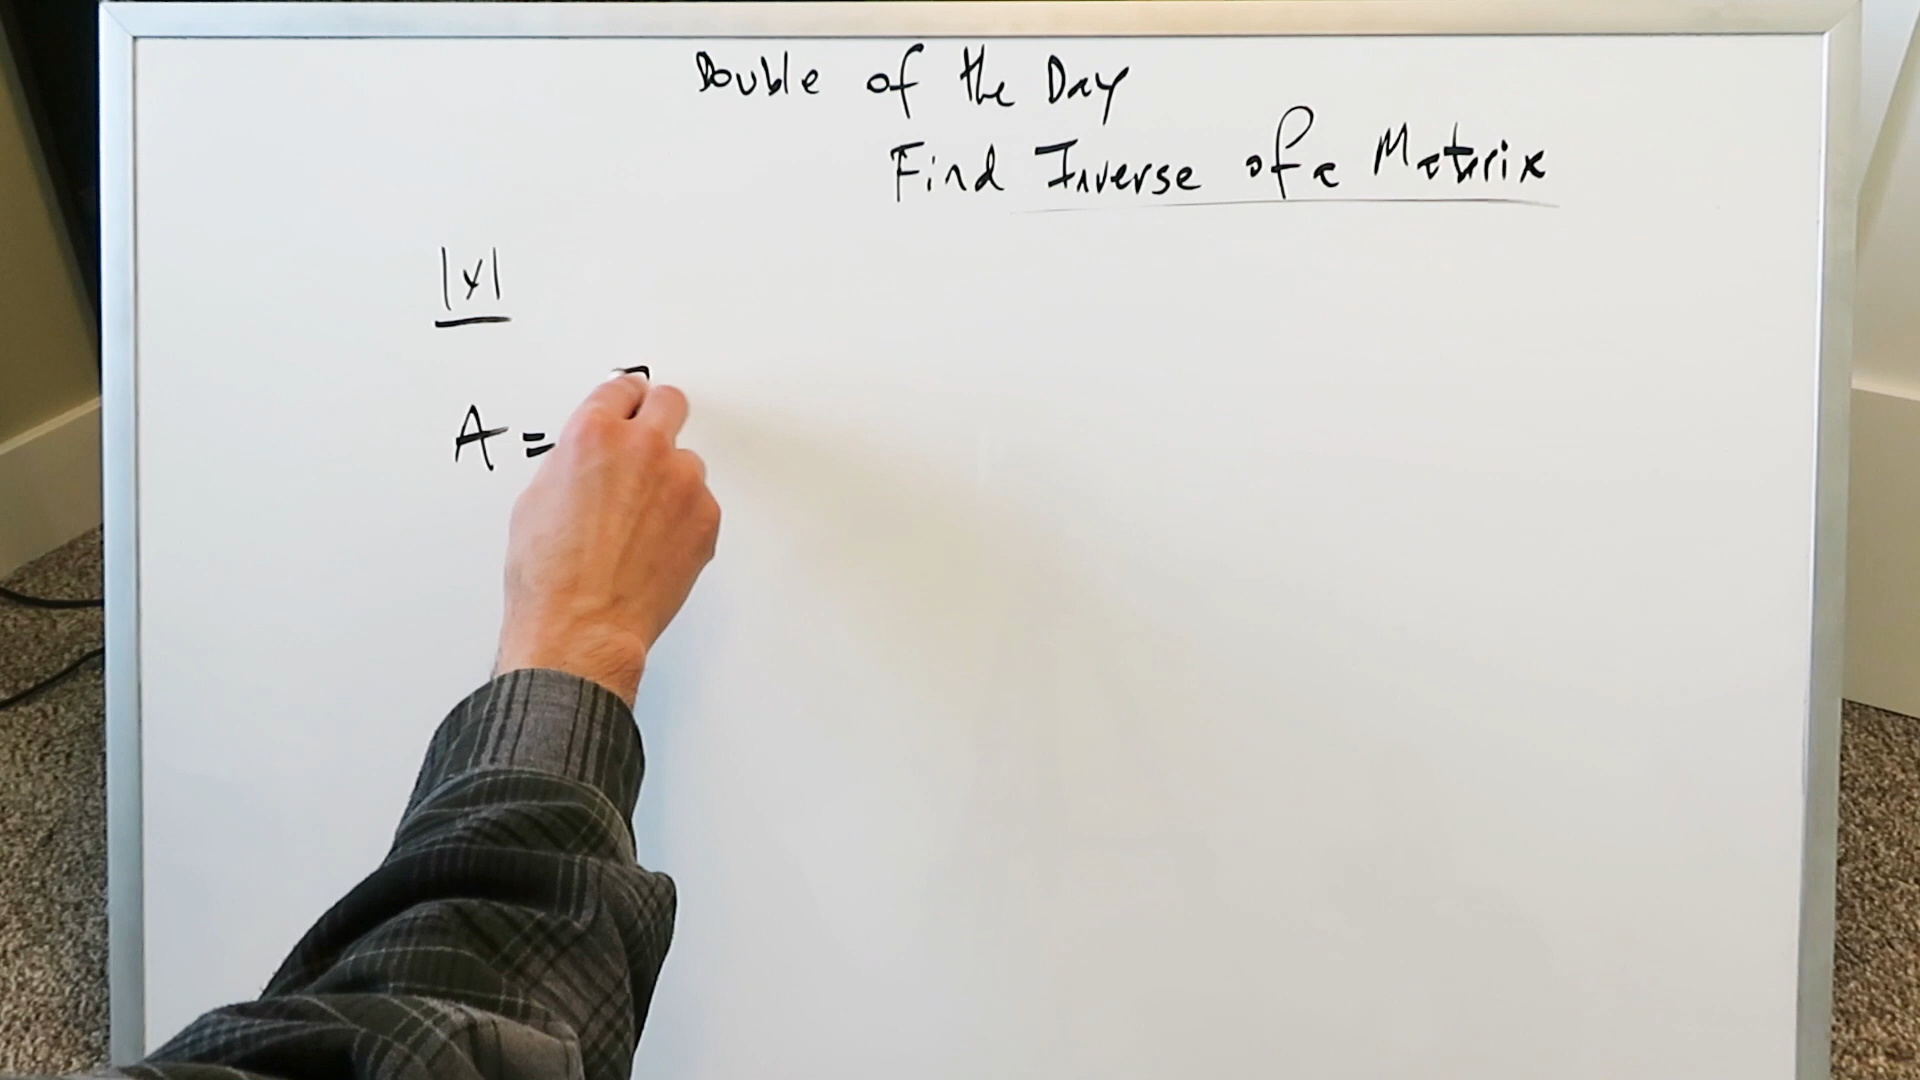 Double of the Day
Find Inverse of a Matrix
1x1
A =